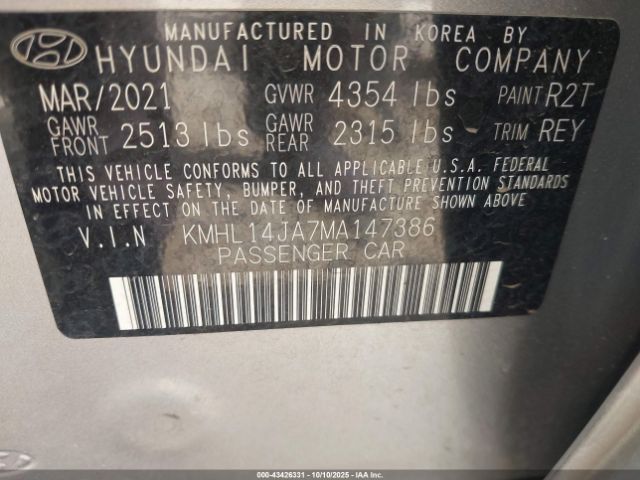 MANUFACTURED IN KOREA BY
HYUNDAI MOTOR COMPANY
MAR/2021 GVWR 4354 lbs PAINT R2T
GAWR FRONT 2513 lbs GAWR REAR 2315 lbs TRIM REY
THIS VEHICLE CONFORMS TO ALL APPLICABLE U.S.A. FEDERAL
MOTOR VEHICLE SAFETY, BUMPER, AND THEFT PREVENTION STANDARDS
IN EFFECT ON THE DATE OF MANUFACTURE SHOWN ABOVE.
V.I.N KMHL14JA7MA147386
PASSENGER CAR
000-43426331 - 10/10/2025 - IAAI.COM